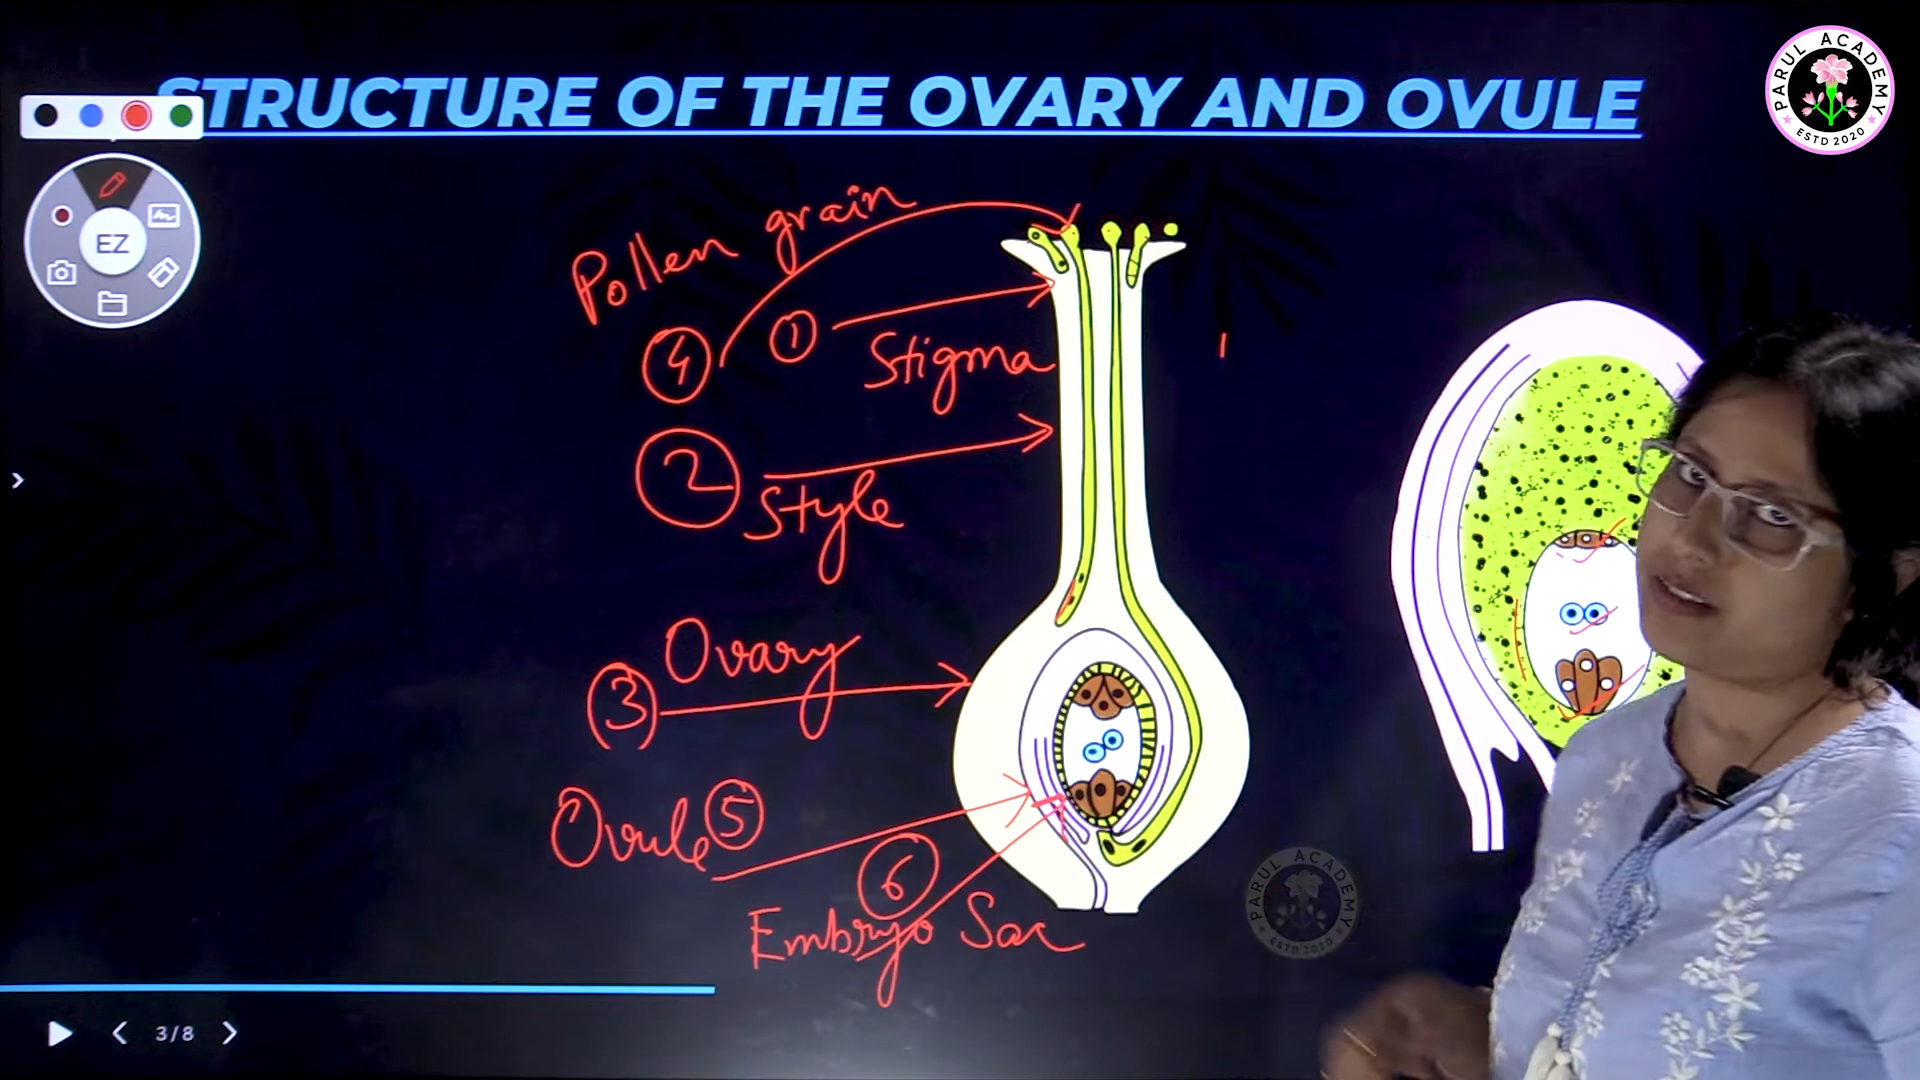 STRUCTURE OF THE OVARY AND OVULE
PARUL ACADEMY
ESTD 2020
EZ
Pollen grain
4
1
Stigma
2
Style
Ovary
3
Ovule 5
6
Embryo Sac
PARUL ACADEMY
ESTD 2020
3/8